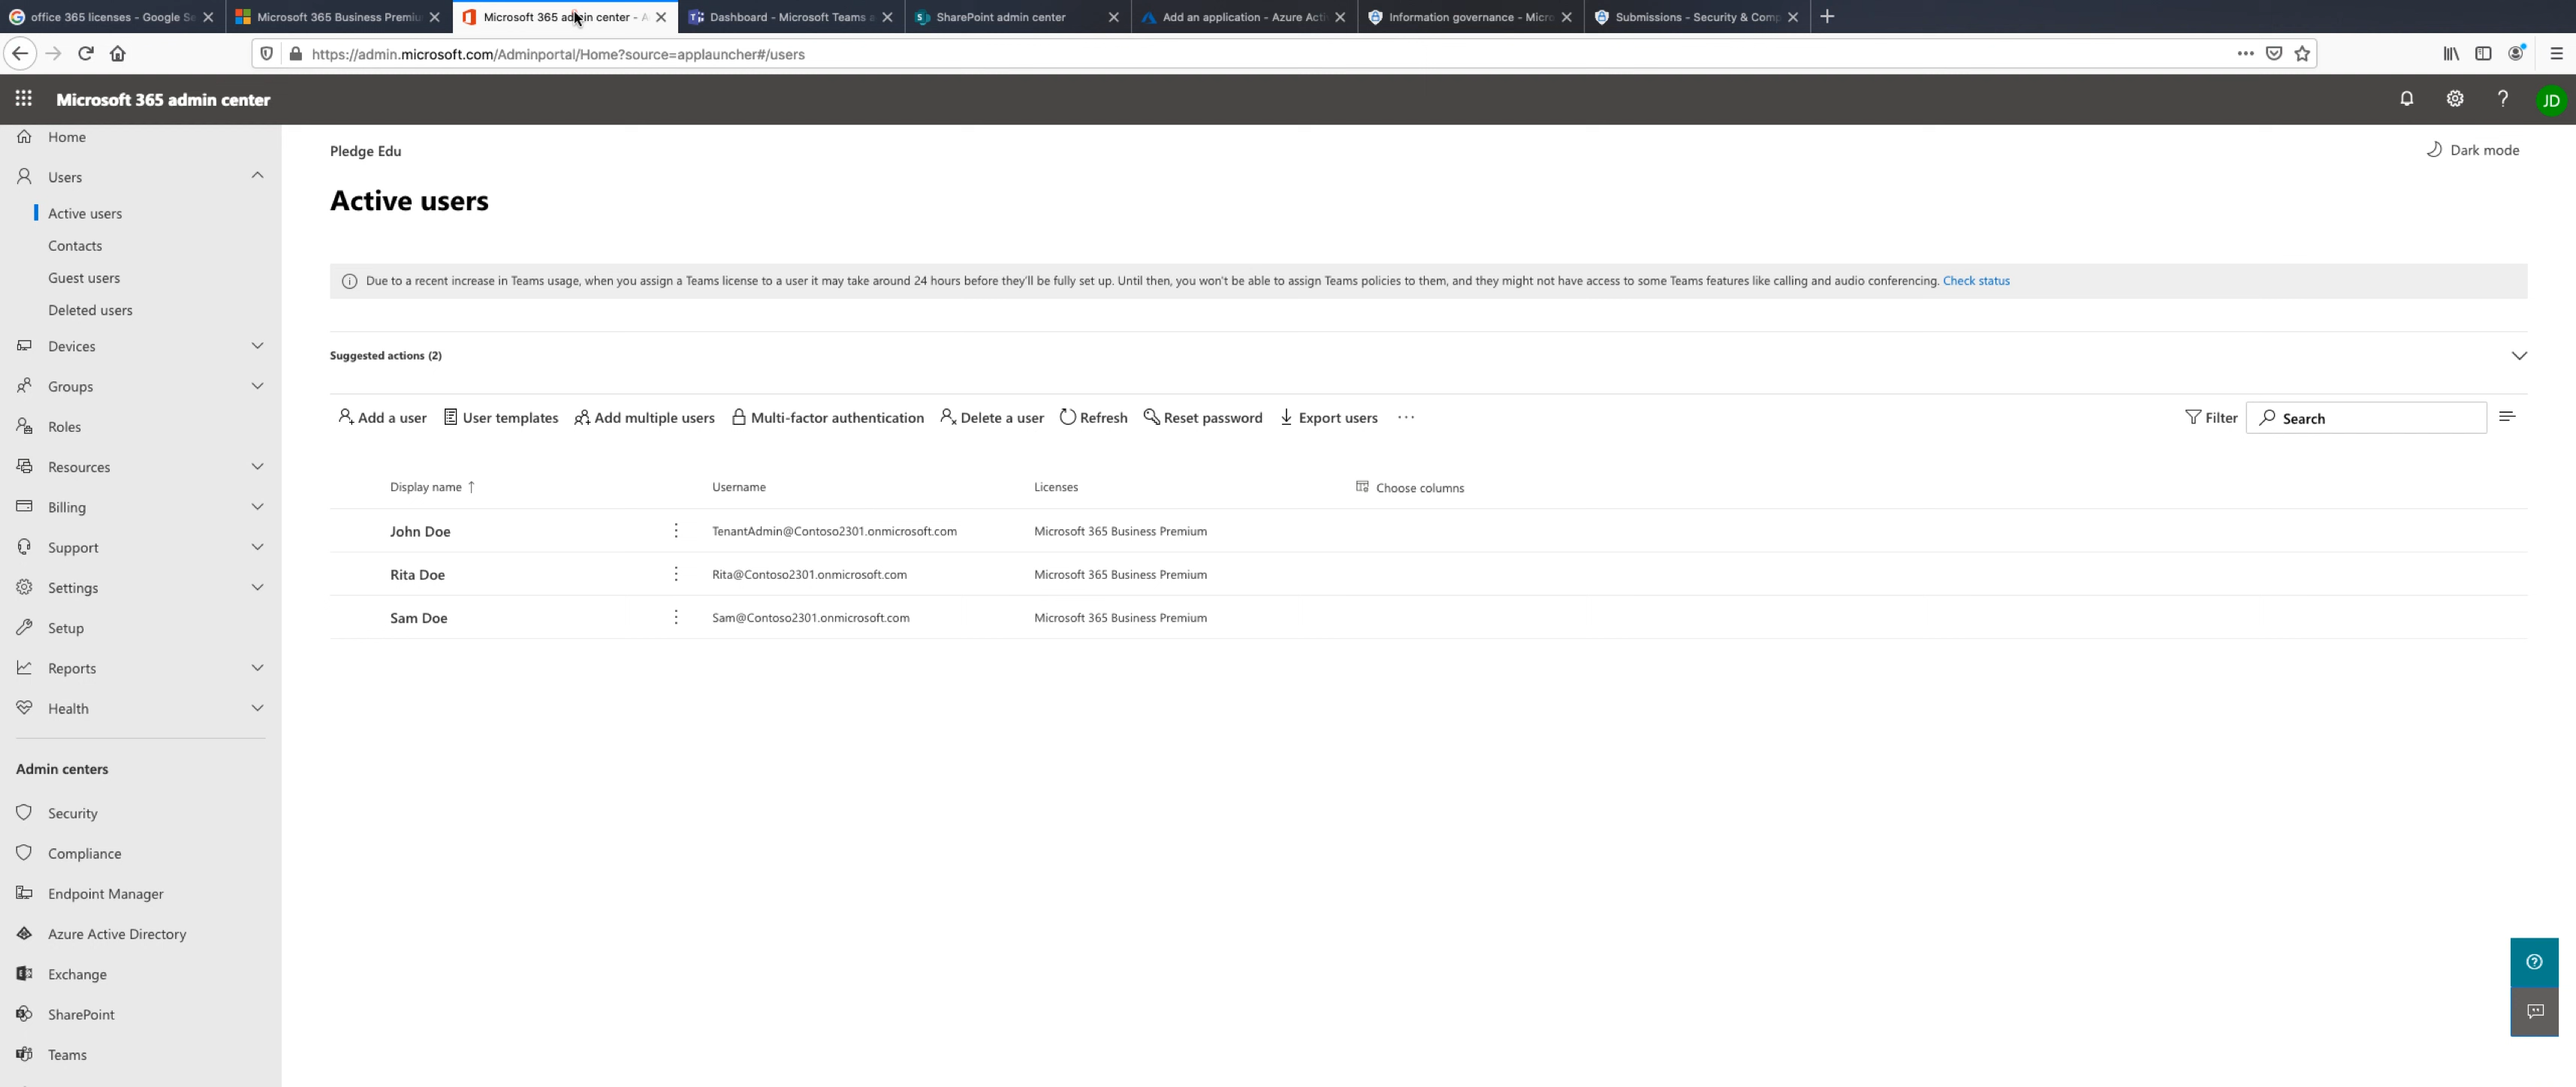 office 365 licenses - Google Se
Microsoft 365 Business Premiu
Microsoft 365 admin center - A
Dashboard - Microsoft Teams a
SharePoint admin center
Add an application - Azure Acti
Information governance - Micro
Submissions - Security & Comp
https://admin.microsoft.com/Adminportal/Home?source=applauncher#/users
Microsoft 365 admin center
JD
Home
Users
Active users
Contacts
Guest users
Deleted users
Devices
Groups
Roles
Resources
Billing
Support
Settings
Setup
Reports
Health
Admin centers
Security
Compliance
Endpoint Manager
Azure Active Directory
Exchange
SharePoint
Teams
Pledge Edu
Dark mode
Active users
Due to a recent increase in Teams usage, when you assign a Teams license to a user it may take around 24 hours before they'll be fully set up. Until then, you won't be able to assign Teams policies to them, and they might not have access to some Teams features like calling and audio conferencing. Check status
Suggested actions (2)
Add a user User templates Add multiple users Multi-factor authentication Delete a user Refresh Reset password Export users Filter Search
Display name ↑ Username Licenses Choose columns
John Doe TenantAdmin@Contoso2301.onmicrosoft.com Microsoft 365 Business Premium
Rita Doe Rita@Contoso2301.onmicrosoft.com Microsoft 365 Business Premium
Sam Doe Sam@Contoso2301.onmicrosoft.com Microsoft 365 Business Premium